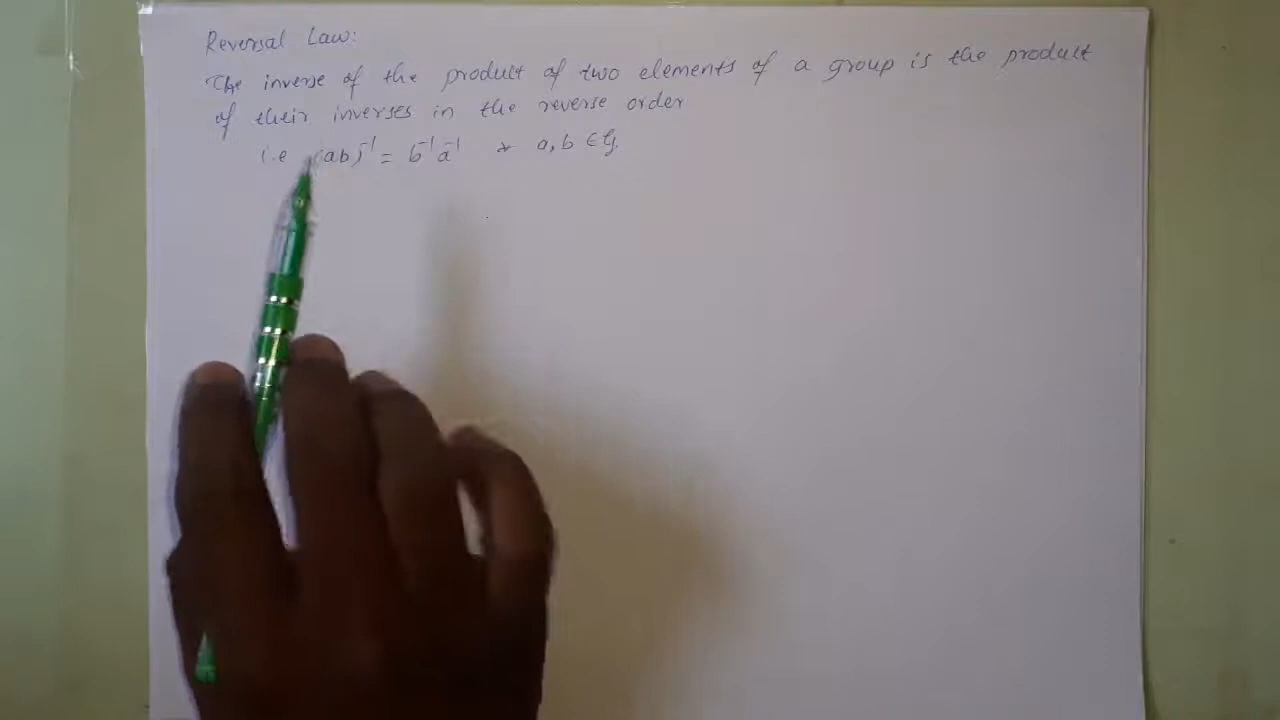 Reversal Law:
The inverse of the product of two elements of a group is the product
of their inverses in the reverse order
i.e (ab)⁻¹ = b⁻¹a⁻¹ ∀ a, b ∈ G.